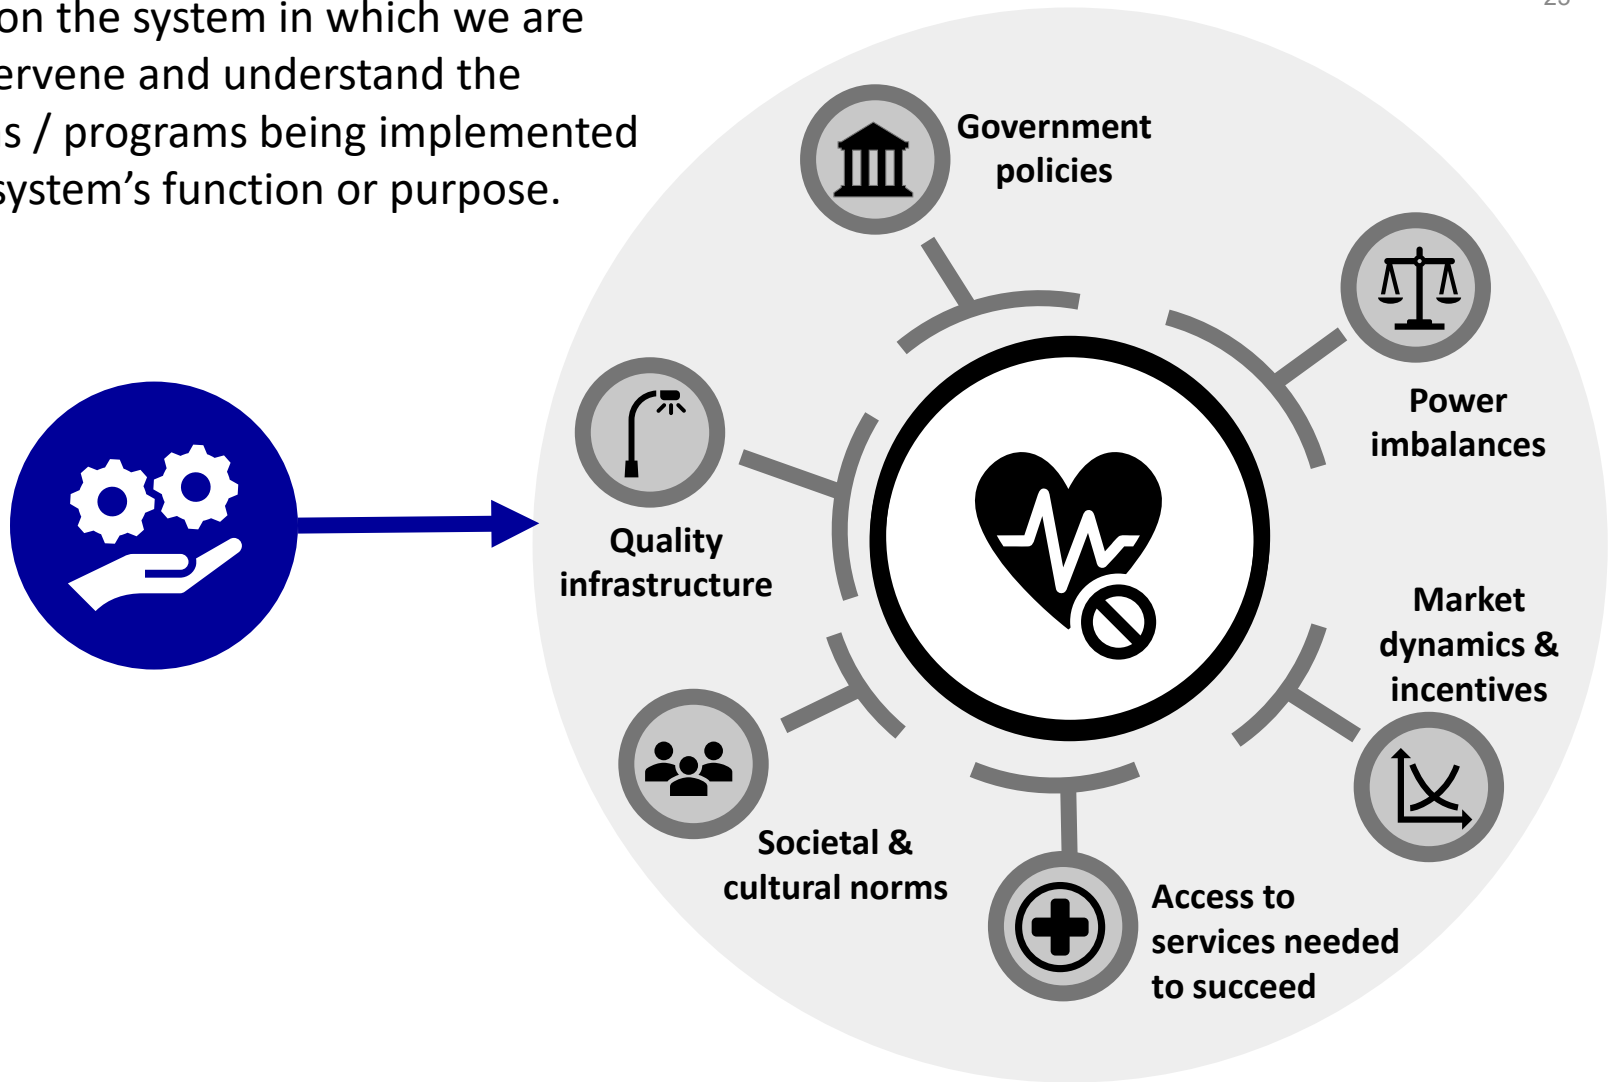 on the system in which we are
ervene and understand the
s / programs being implemented
system's function or purpose.
Government
policies
Power
imbalances
Quality
infrastructure
Market
dynamics &
incentives
Societal &
cultural norms
Access to
services needed
to succeed